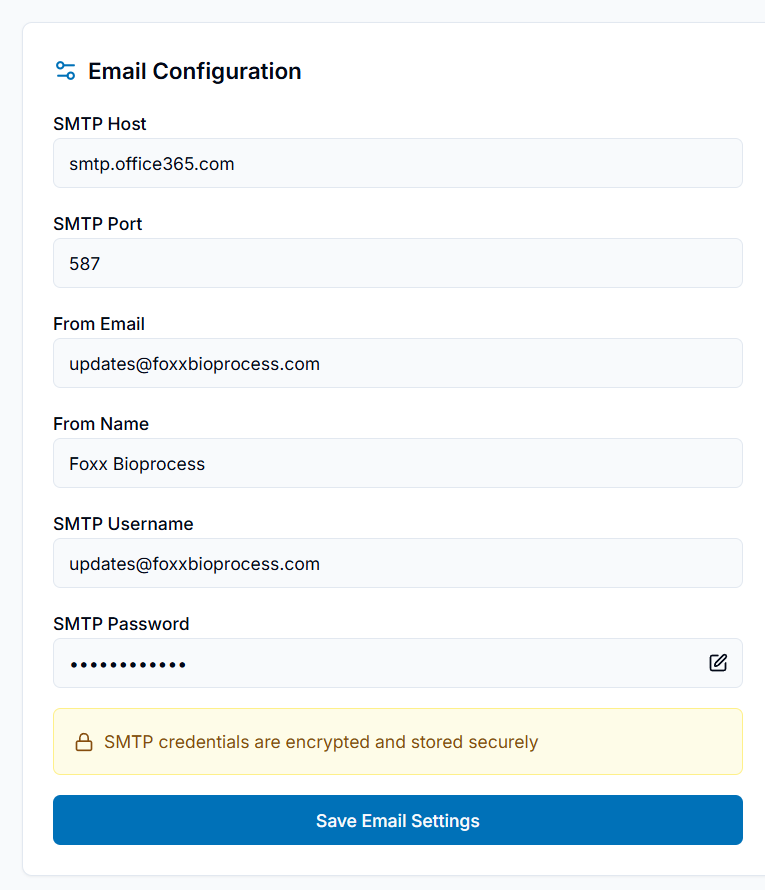 Email Configuration
SMTP Host
smtp.office365.com
SMTP Port
587
From Email
updates@foxxbioprocess.com
From Name
Foxx Bioprocess
SMTP Username
updates@foxxbioprocess.com
SMTP Password
••••••••••••
SMTP credentials are encrypted and stored securely
Save Email Settings